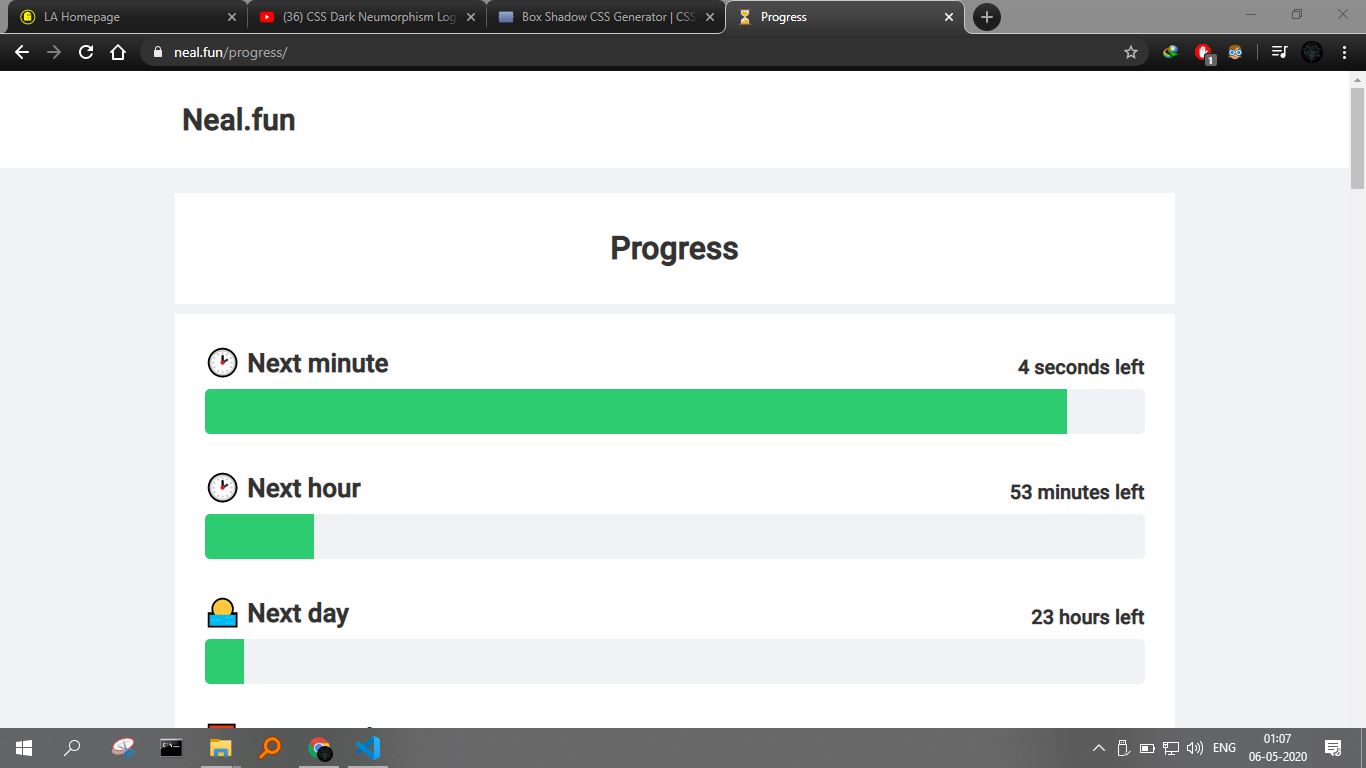 LA Homepage
(36) CSS Dark Neumorphism Log
Box Shadow CSS Generator | CSS
Progress
neal.fun/progress/
1
Neal.fun
Progress
Next minute
4 seconds left
Next hour
53 minutes left
Next day
23 hours left
ENG
01:07
06-05-2020